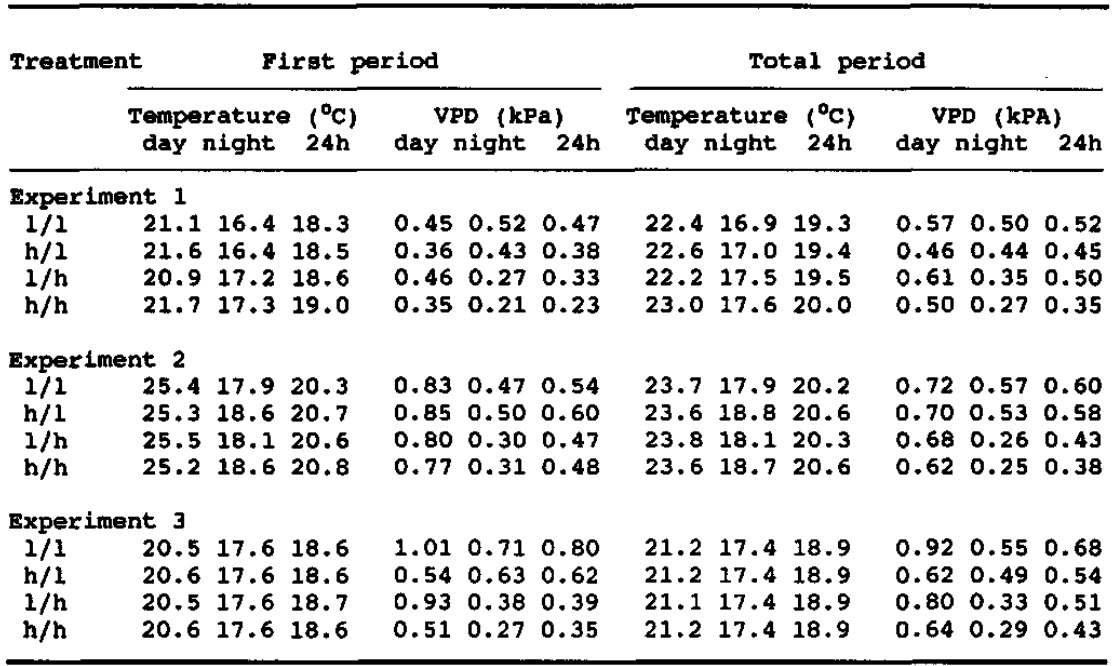 Treatment First period Total period
Temperature (°C) VPD (kPa) Temperature (°C) VPD (kPA)
day night 24h day night 24h day night 24h day night 24h
Experiment 1
l/l 21.1 16.4 18.3 0.45 0.52 0.47 22.4 16.9 19.3 0.57 0.50 0.52
h/l 21.6 16.4 18.5 0.36 0.43 0.38 22.6 17.0 19.4 0.46 0.44 0.45
l/h 20.9 17.2 18.6 0.46 0.27 0.33 22.2 17.5 19.5 0.61 0.35 0.50
h/h 21.7 17.3 19.0 0.35 0.21 0.23 23.0 17.6 20.0 0.50 0.27 0.35
Experiment 2
l/l 25.4 17.9 20.3 0.83 0.47 0.54 23.7 17.9 20.2 0.72 0.57 0.60
h/l 25.3 18.6 20.7 0.85 0.50 0.60 23.6 18.8 20.6 0.70 0.53 0.58
l/h 25.5 18.1 20.6 0.80 0.30 0.47 23.8 18.1 20.3 0.68 0.26 0.43
h/h 25.2 18.6 20.8 0.77 0.31 0.48 23.6 18.7 20.6 0.62 0.25 0.38
Experiment 3
l/l 20.5 17.6 18.6 1.01 0.71 0.80 21.2 17.4 18.9 0.92 0.55 0.68
h/l 20.6 17.6 18.6 0.54 0.63 0.62 21.2 17.4 18.9 0.62 0.49 0.54
l/h 20.5 17.6 18.7 0.93 0.38 0.39 21.1 17.4 18.9 0.80 0.33 0.51
h/h 20.6 17.6 18.6 0.51 0.27 0.35 21.2 17.4 18.9 0.64 0.29 0.43